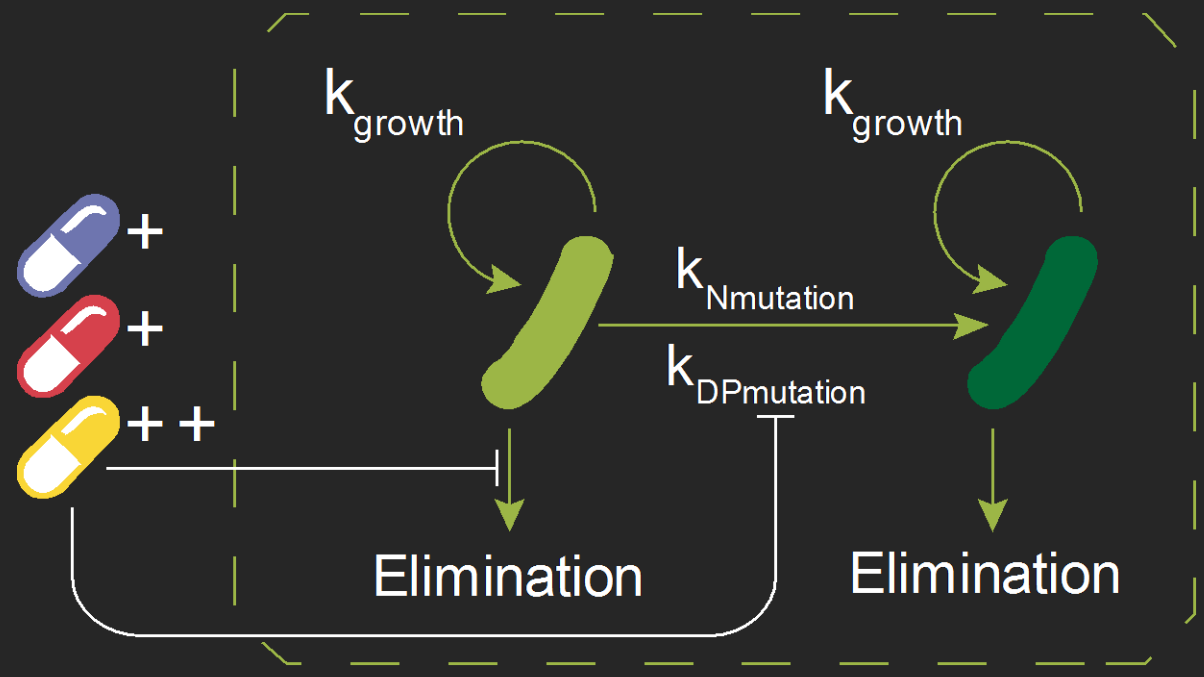 k growth
k growth
+
+
+ +
k Nmutation
k DPmutation
Elimination
Elimination